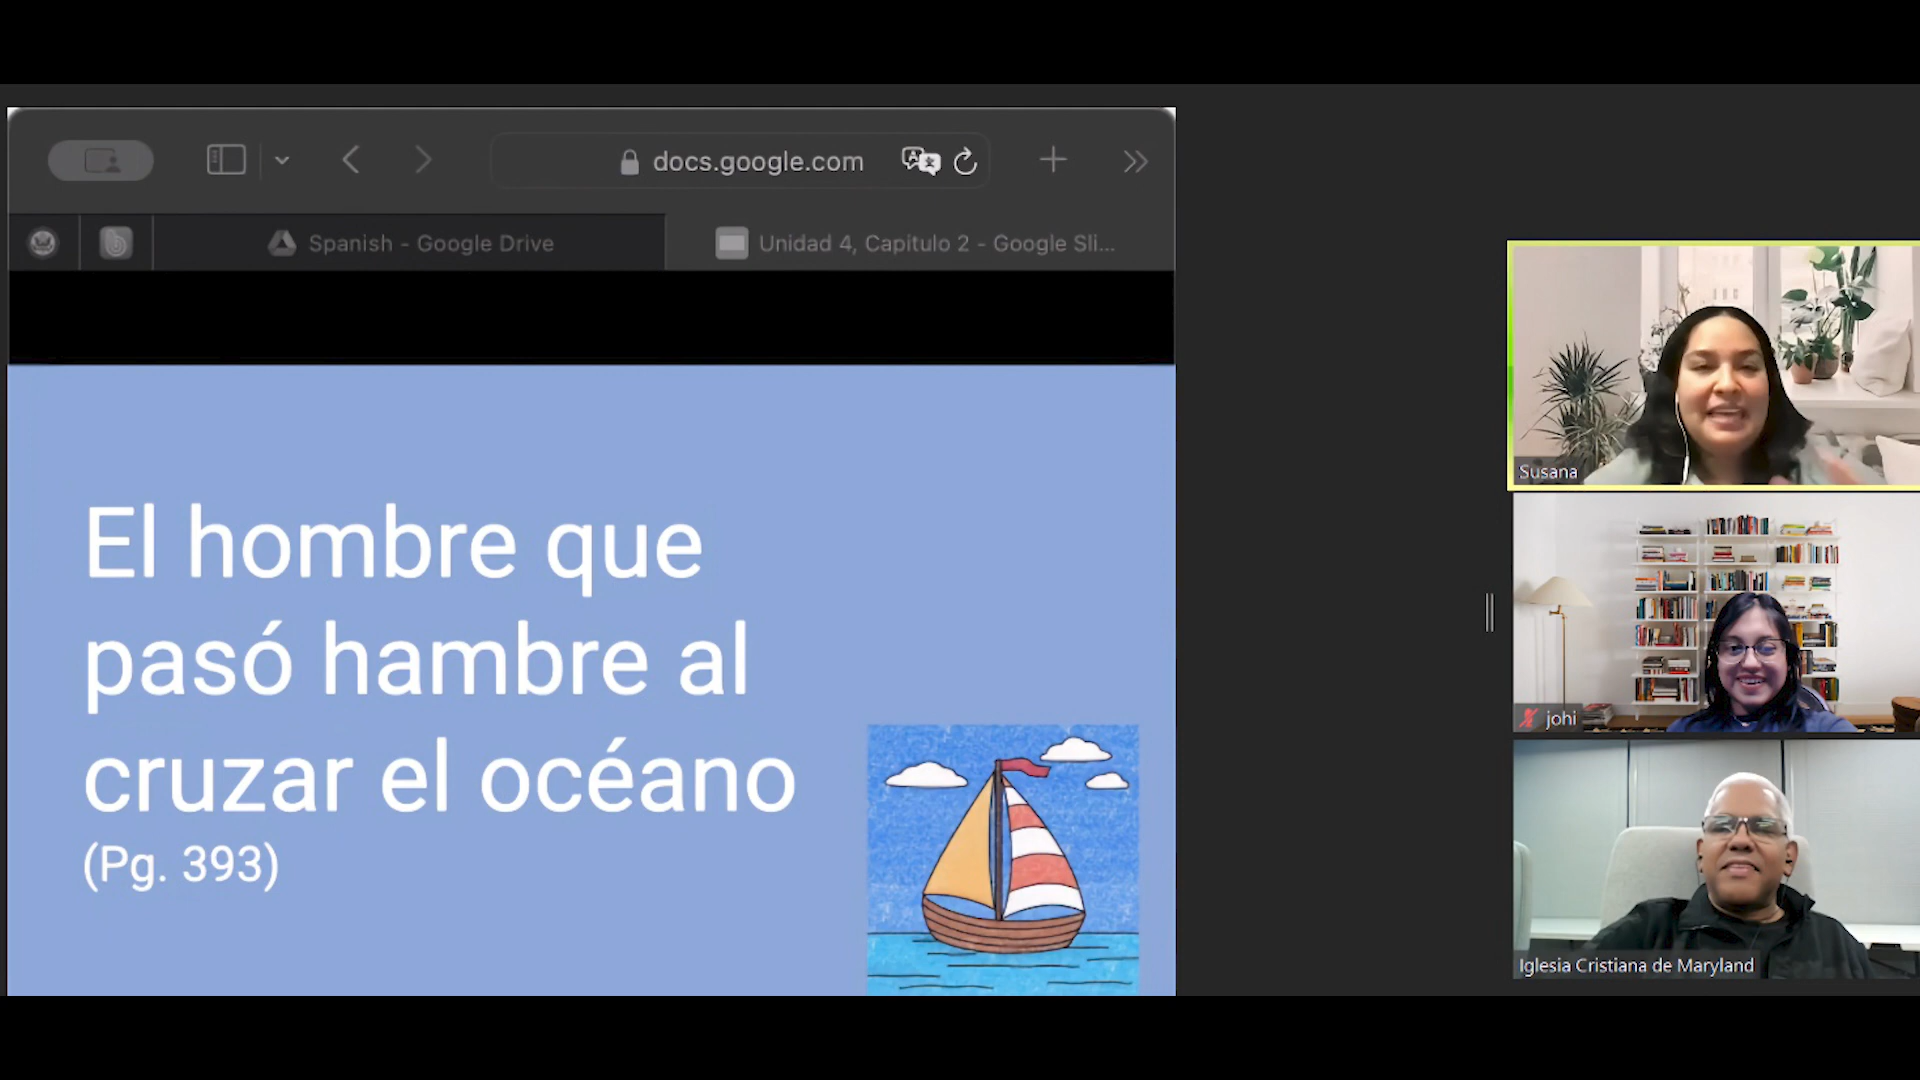 docs.google.com
Spanish - Google Drive
Unidad 4, Capitulo 2 - Google Sli...
El hombre que
pasó hambre al
cruzar el océano
(Pg. 393)
Susana
johi
Iglesia Cristiana de Maryland